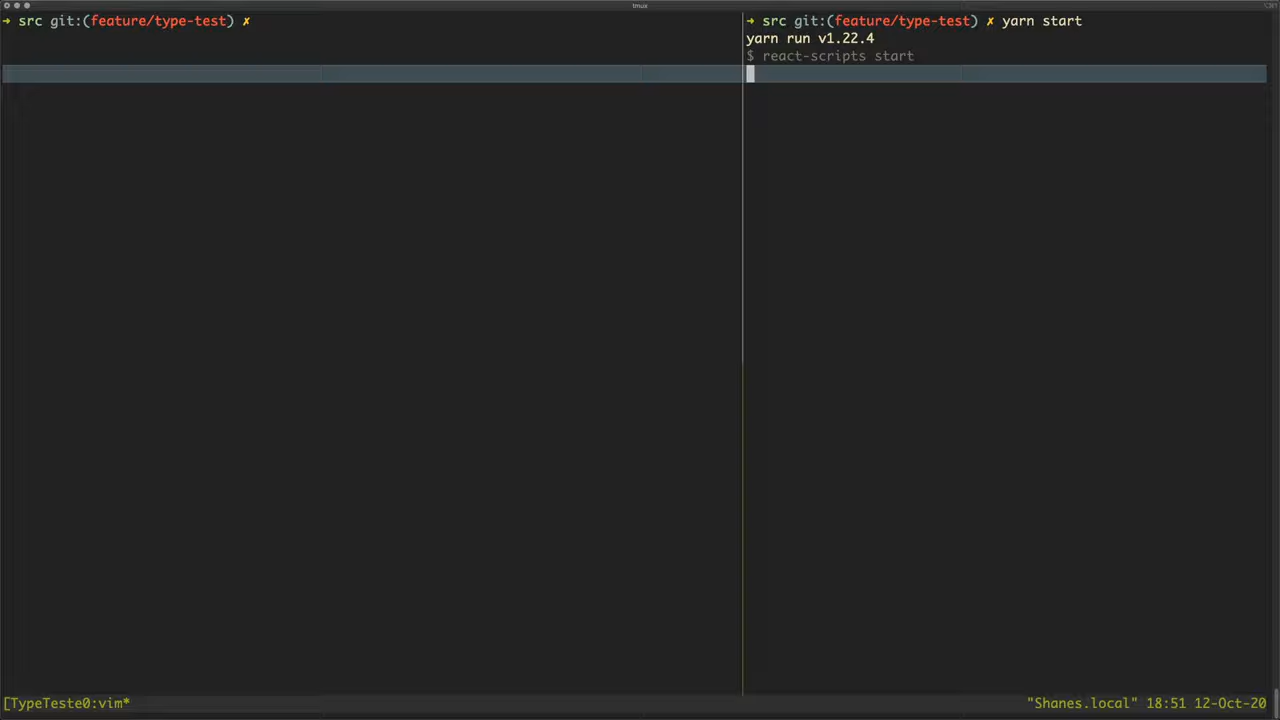 tmux
➜ src git:(feature/type-test) ✗
➜ src git:(feature/type-test) ✗ yarn start
yarn run v1.22.4
$ react-scripts start
[TypeTeste0:vim* "Shanes.local" 18:51 12-Oct-20